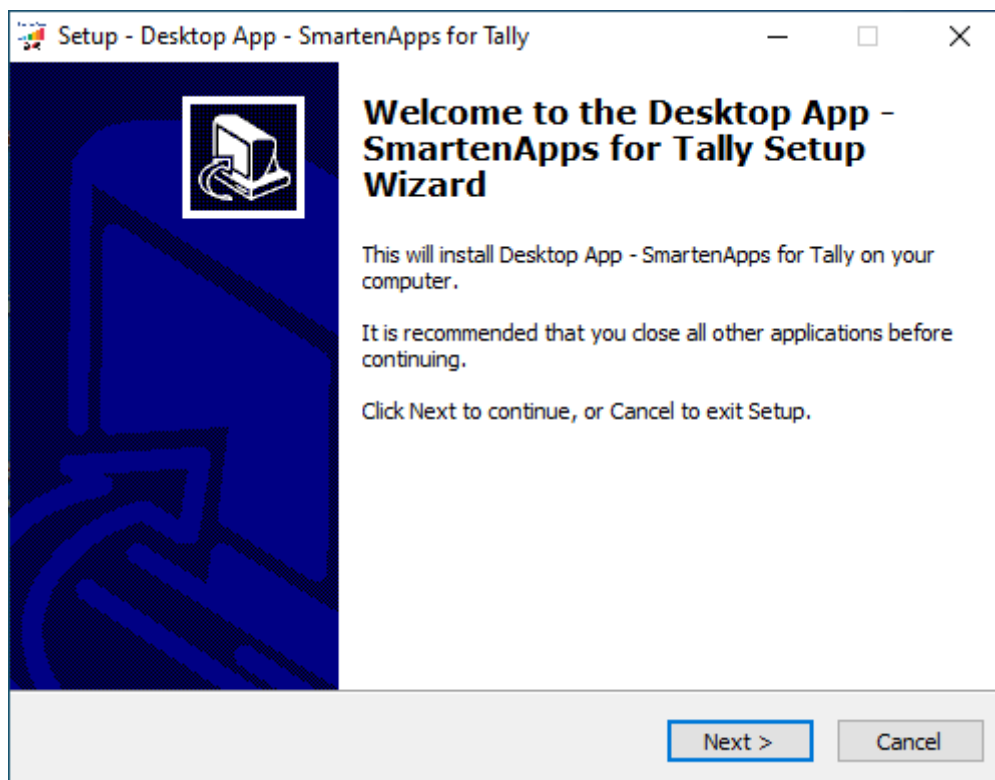 Setup - Desktop App - SmartenApps for Tally
Welcome to the Desktop App -
SmartenApps for Tally Setup
Wizard
This will install Desktop App - SmartenApps for Tally on your
computer.
It is recommended that you close all other applications before
continuing.
Click Next to continue, or Cancel to exit Setup.
Next >
Cancel